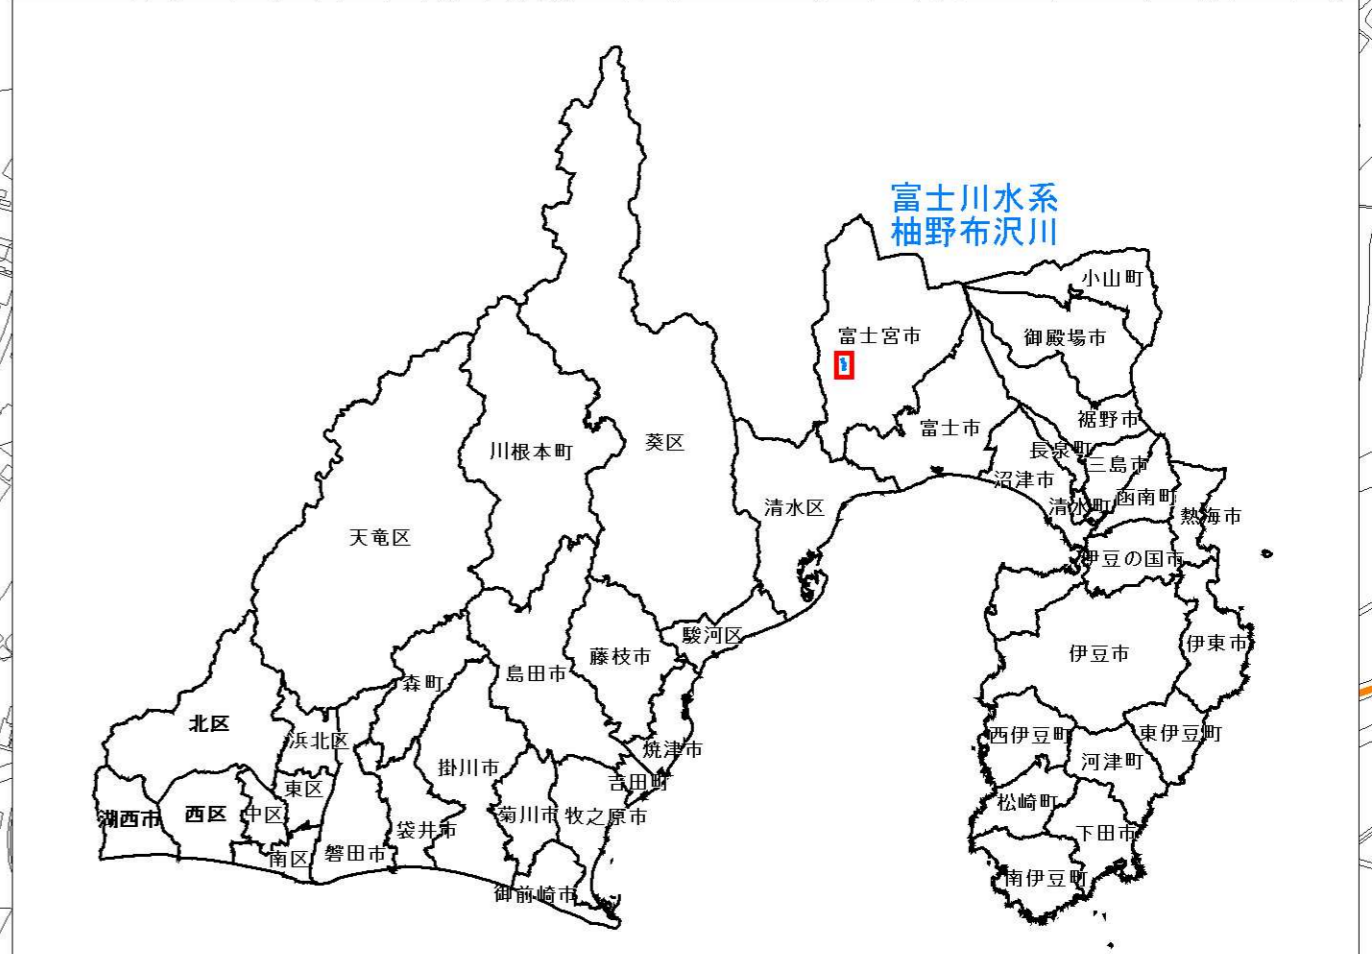 富士川水系
柚野布沢川
小山町
富士宮市
御殿場市
裾野市
富士市
葵区
長泉町
川根本町
三島市
沼津市
函南町
清水区
清水町
熱海市
天竜区
伊豆の国市
駿河区
伊東市
藤枝市
伊豆市
島田市
森町
北区
西伊豆町
東伊豆町
浜北区
焼津市
河津町
掛川市
吉田町
東区
松崎町
湖西市
西区
中区
菊川市
牧之原市
袋井市
下田市
磐田市
南区
南伊豆町
御前崎市